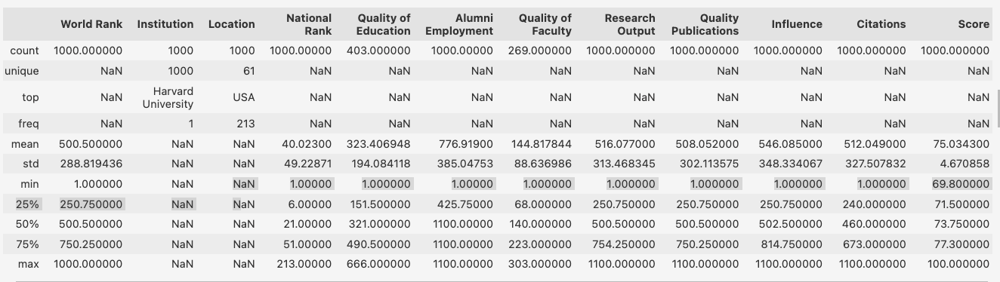 World Rank Institution Location National Rank Quality of Education Alumni Employment Quality of Faculty Research Output Quality Publications Influence Citations Score
count 1000.000000 1000 1000 1000.00000 403.000000 1000.00000 269.000000 1000.000000 1000.000000 1000.000000 1000.000000 1000.000000
unique NaN 1000 61 NaN NaN NaN NaN NaN NaN NaN NaN NaN
top NaN Harvard University USA NaN NaN NaN NaN NaN NaN NaN NaN NaN
freq NaN 1 213 NaN NaN NaN NaN NaN NaN NaN NaN NaN
mean 500.500000 NaN NaN 40.02300 323.406948 776.91900 144.817844 516.077000 508.052000 546.085000 512.049000 75.034300
std 288.819436 NaN NaN 49.22871 194.084118 385.04753 88.636986 313.468345 302.113575 348.334067 327.507832 4.670858
min 1.000000 NaN NaN 1.00000 1.000000 1.00000 1.000000 1.000000 1.000000 1.000000 1.000000 69.800000
25% 250.750000 NaN NaN 6.00000 151.500000 425.75000 68.000000 250.750000 250.750000 250.750000 240.000000 71.500000
50% 500.500000 NaN NaN 21.00000 321.000000 1100.00000 140.000000 500.500000 500.500000 502.500000 460.000000 73.750000
75% 750.250000 NaN NaN 51.00000 490.500000 1100.00000 223.000000 754.250000 750.250000 814.750000 673.000000 77.300000
max 1000.000000 NaN NaN 213.00000 666.000000 1100.00000 303.000000 1100.000000 1100.000000 1100.000000 1100.000000 100.000000